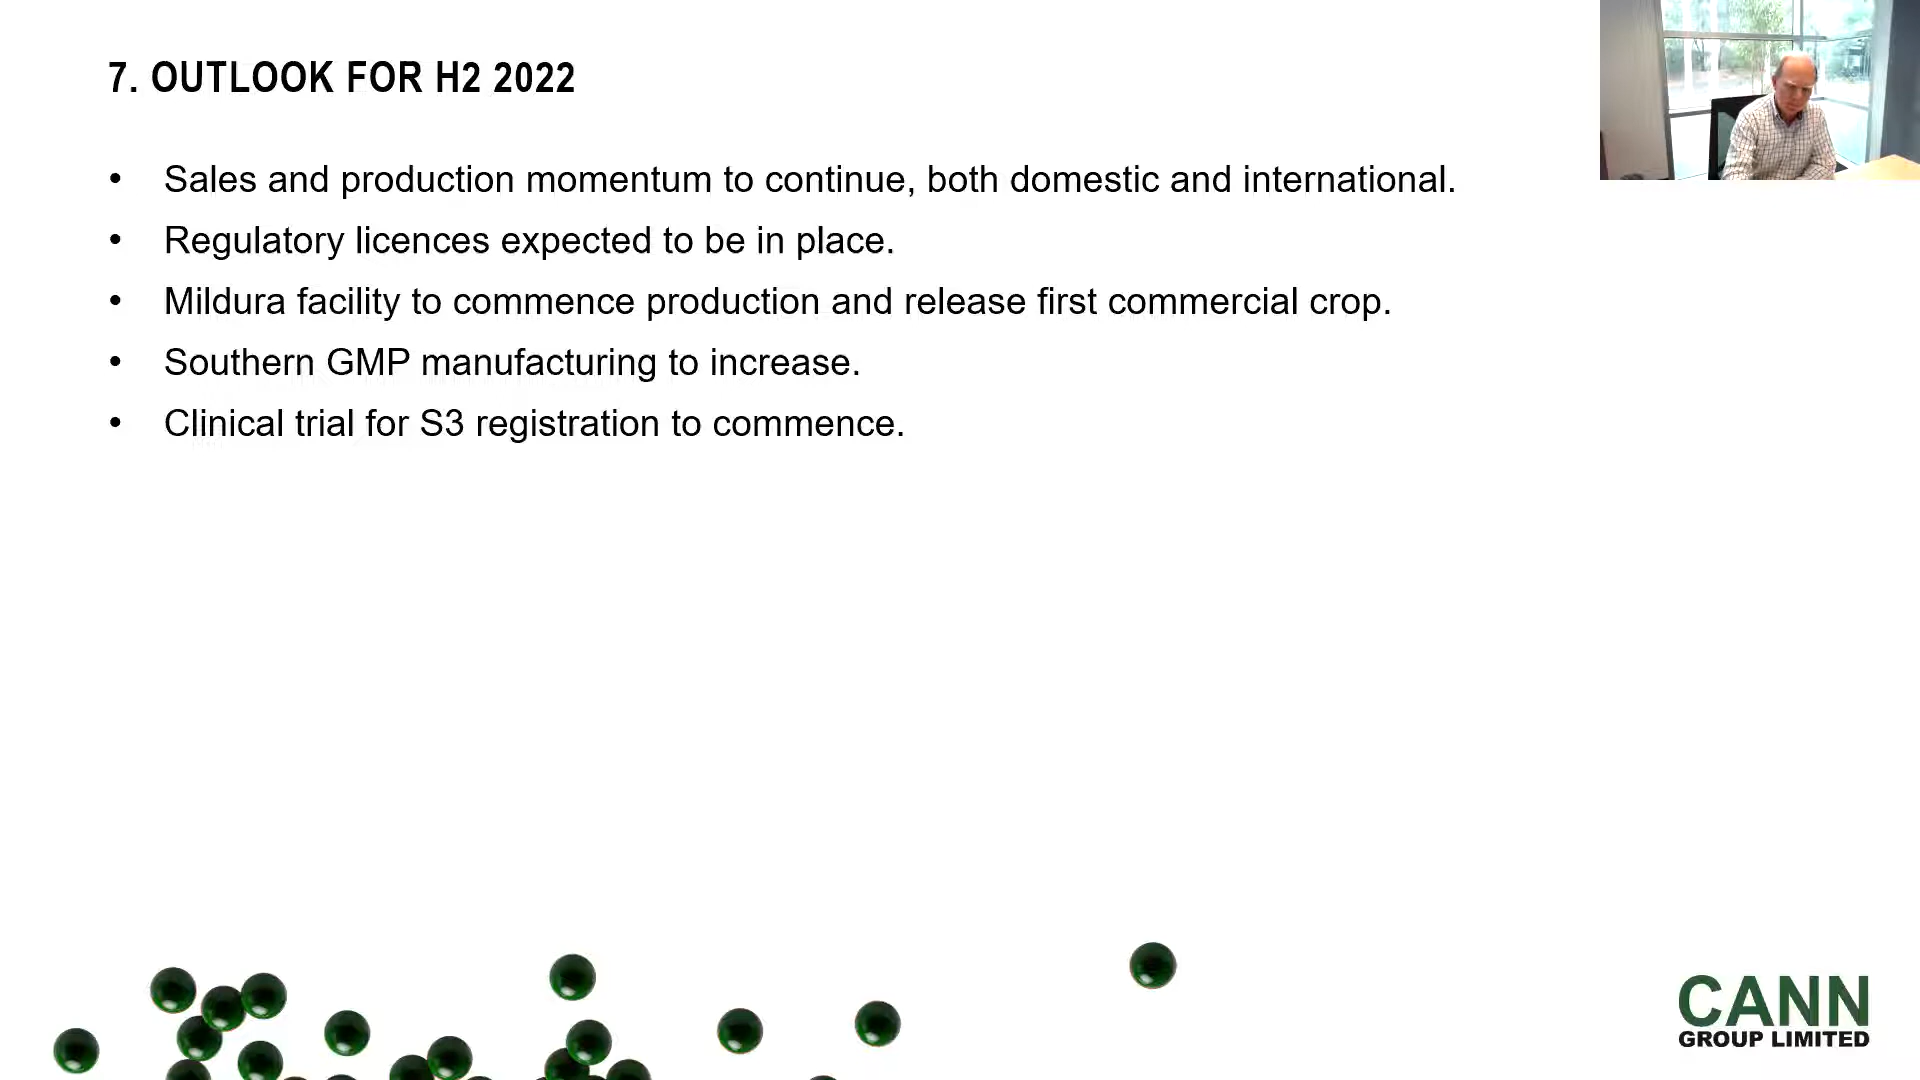 7. OUTLOOK FOR H2 2022
• Sales and production momentum to continue, both domestic and international.
• Regulatory licences expected to be in place.
• Mildura facility to commence production and release first commercial crop.
• Southern GMP manufacturing to increase.
• Clinical trial for S3 registration to commence.
CANN
GROUP LIMITED